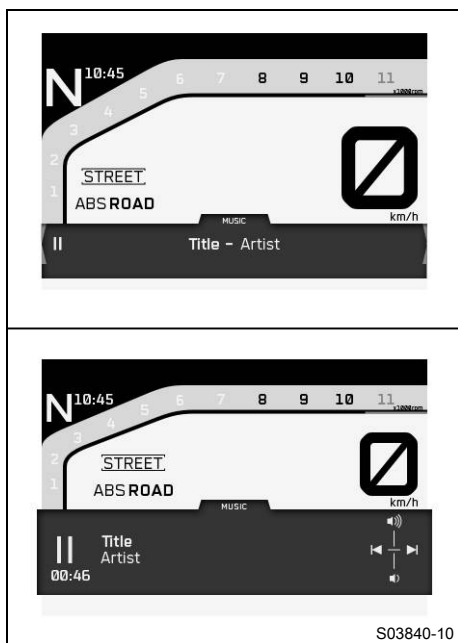 N 10:45
1 2 3 4 5 6 7 8 9 10 11
x1000rpm
STREET
ABS ROAD
0
km/h
MUSIC
Title - Artist
N 10:45
1 2 3 4 5 6 7 8 9 10 11
x1000rpm
STREET
ABS ROAD
0
km/h
MUSIC
Title
Artist
00:46
S03840-10